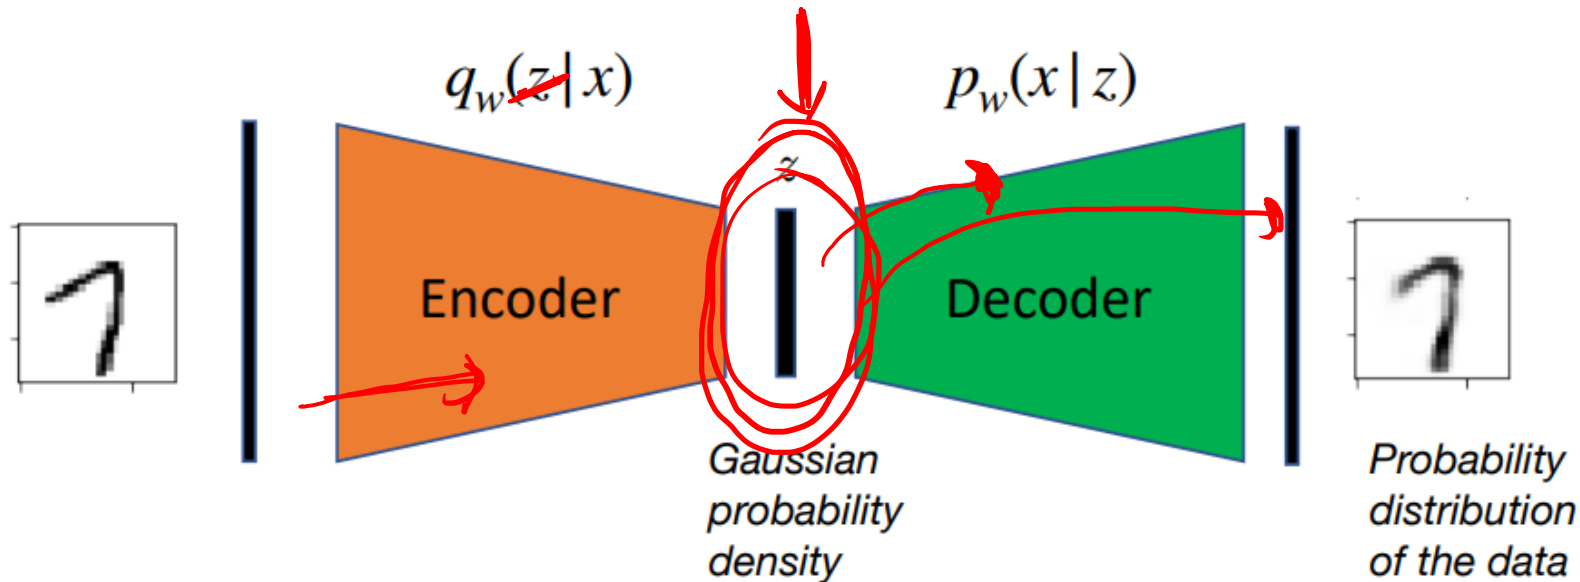 q_w(z|x)
p_w(x|z)
z
Encoder
Decoder
Gaussian
probability
density
Probability
distribution
of the data